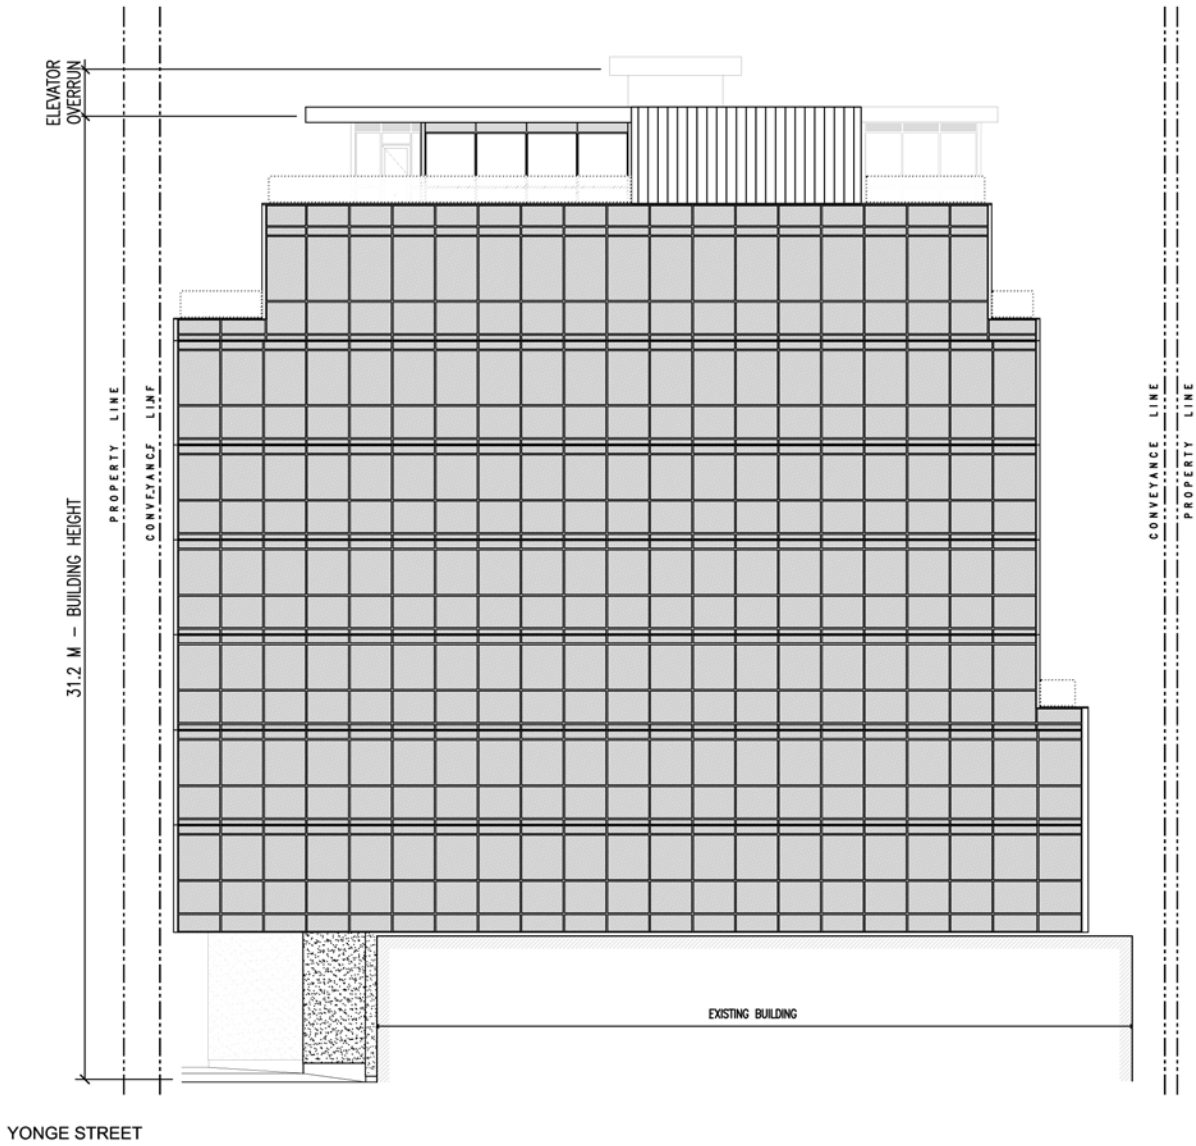 ELEVATOR
OVERRUN
PROPERTY LINE
CONVEYANCE LINE
CONVEYANCE LINE
PROPERTY LINE
31.2 M - BUILDING HEIGHT
EXISTING BUILDING
YONGE STREET